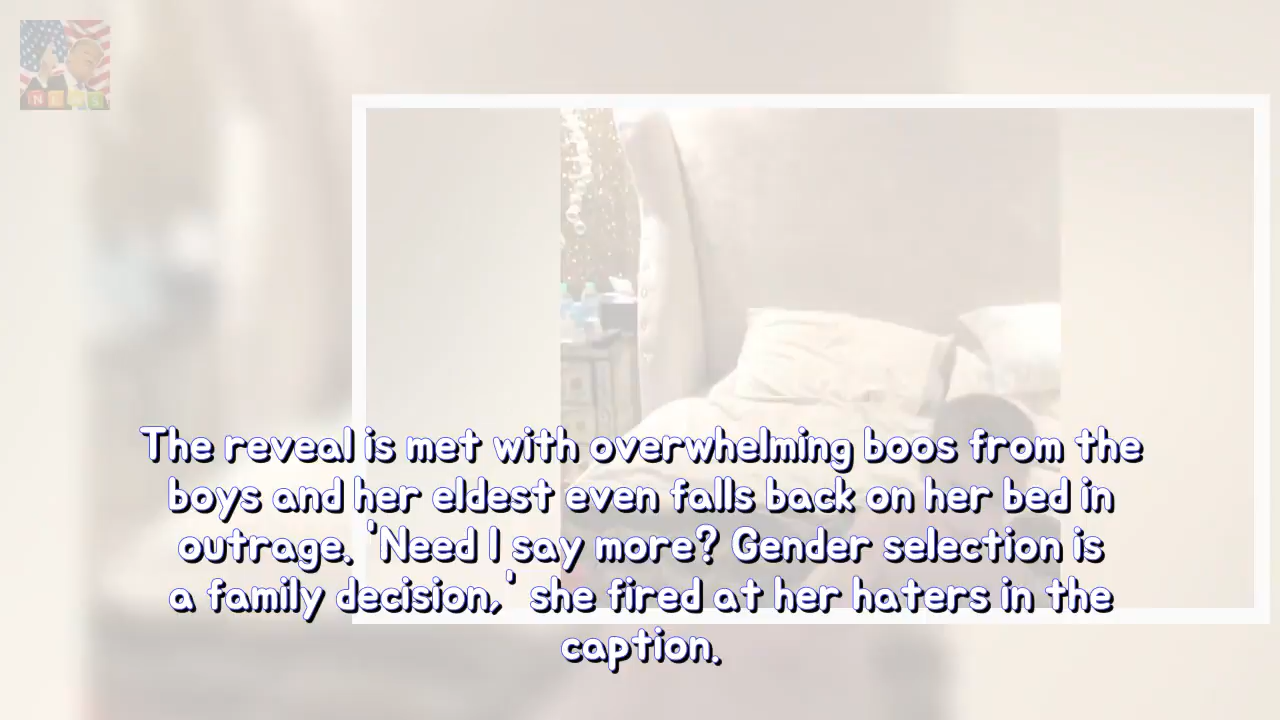 NEWS
The reveal is met with overwhelming boos from the
boys and her eldest even falls back on her bed in
outrage. 'Need I say more? Gender selection is
a family decision,' she fired at her haters in the
caption.